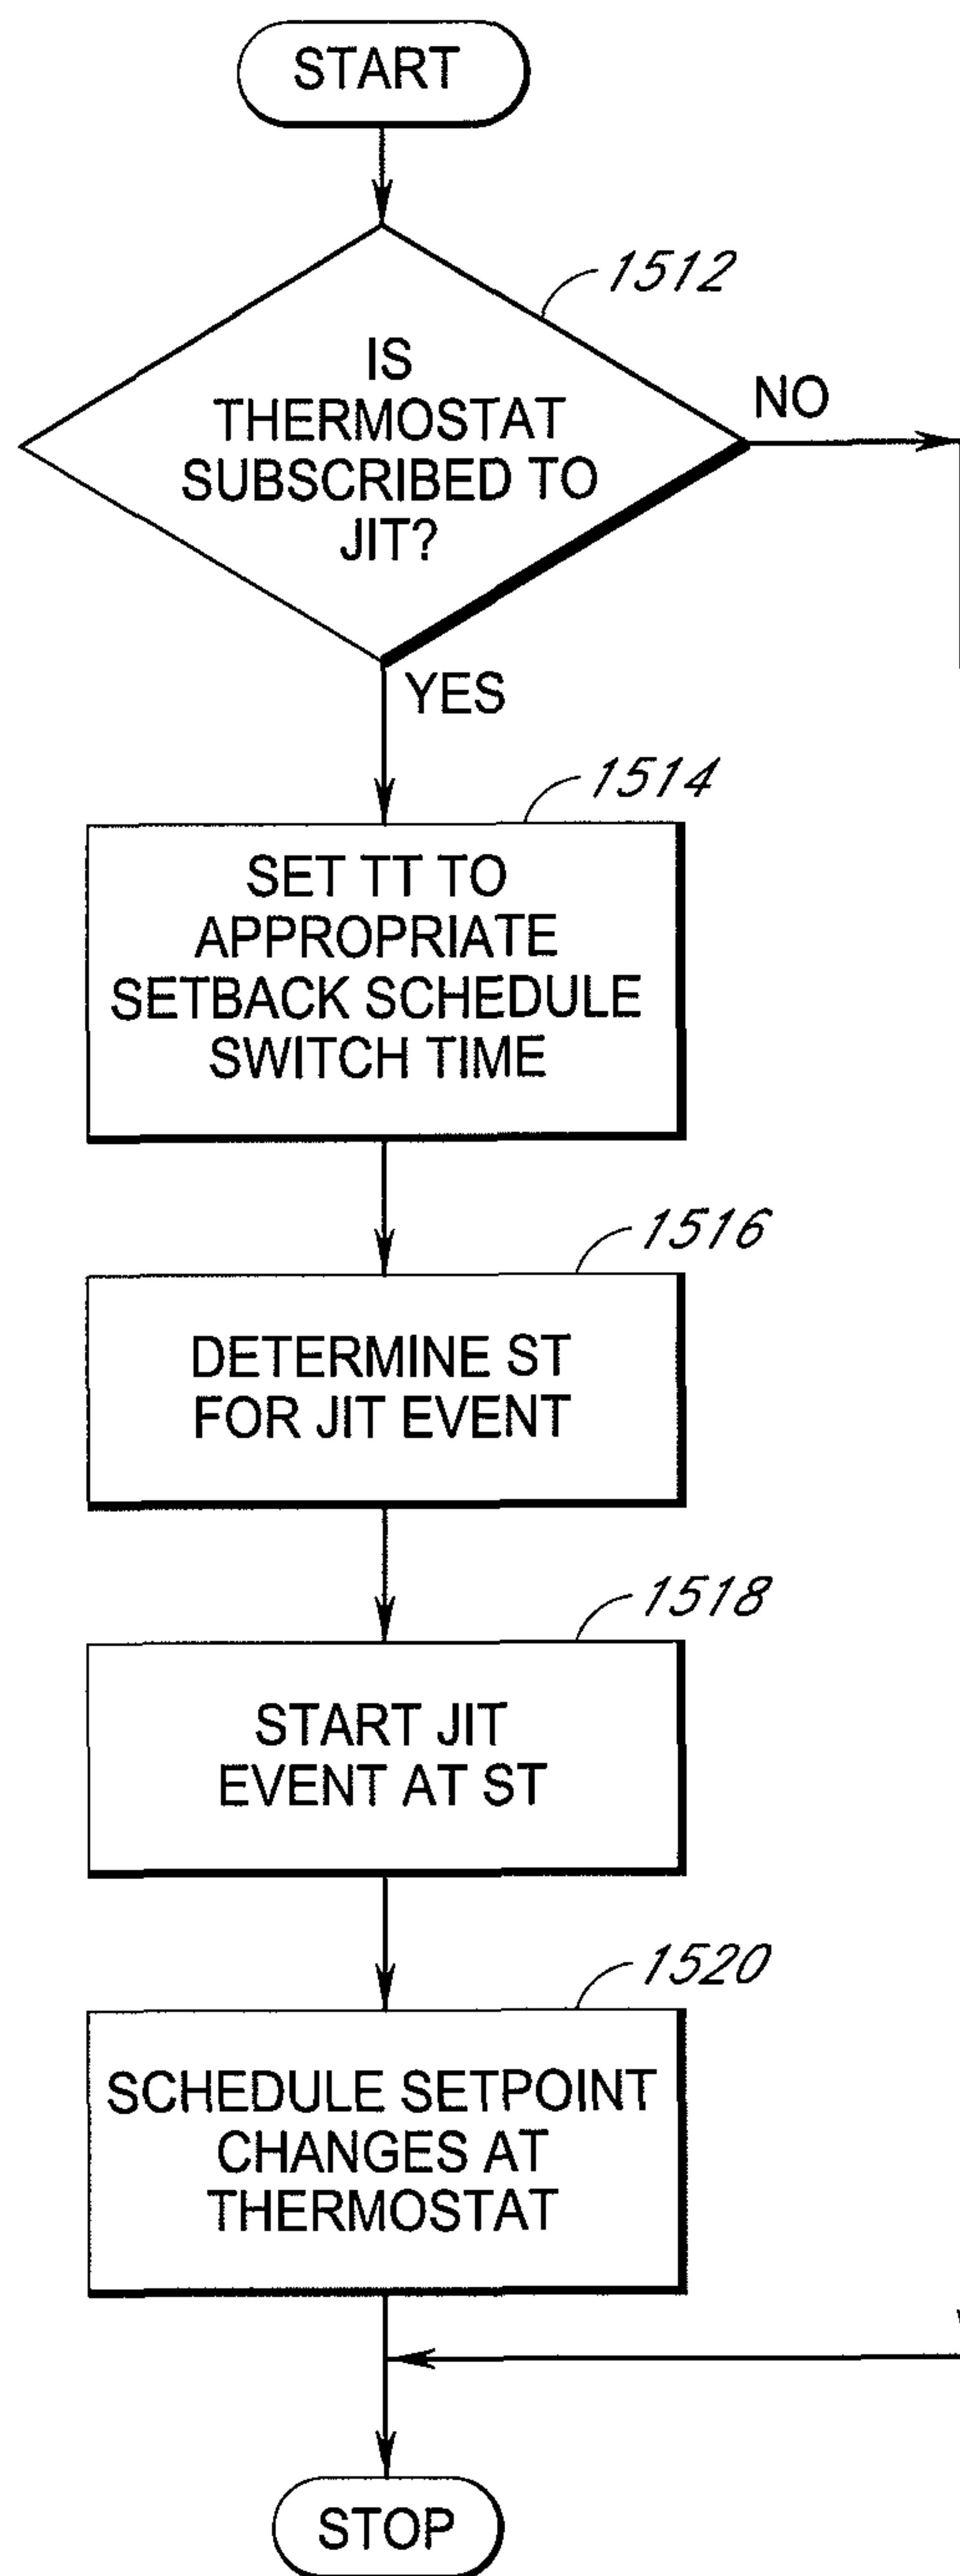 START
1512
IS
THERMOSTAT
SUBSCRIBED TO
JIT?
NO
YES
1514
SET TT TO
APPROPRIATE
SETBACK SCHEDULE
SWITCH TIME
1516
DETERMINE ST
FOR JIT EVENT
1518
START JIT
EVENT AT ST
1520
SCHEDULE SETPOINT
CHANGES AT
THERMOSTAT
STOP